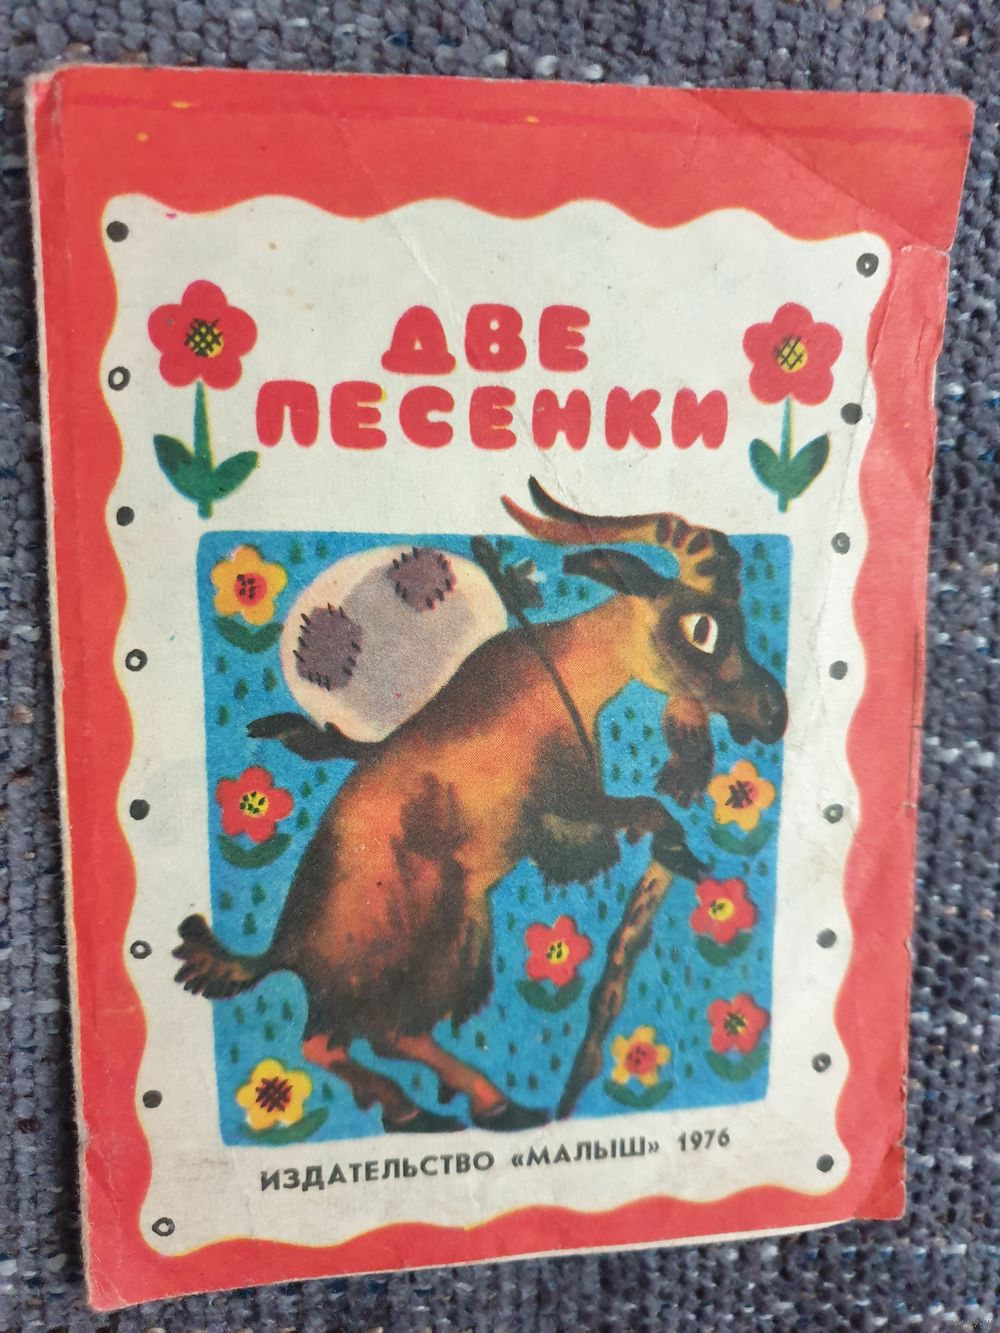 ДВЕ
ПЕСЕНКИ
ИЗДАТЕЛЬСТВО «МАЛЫШ» 1976